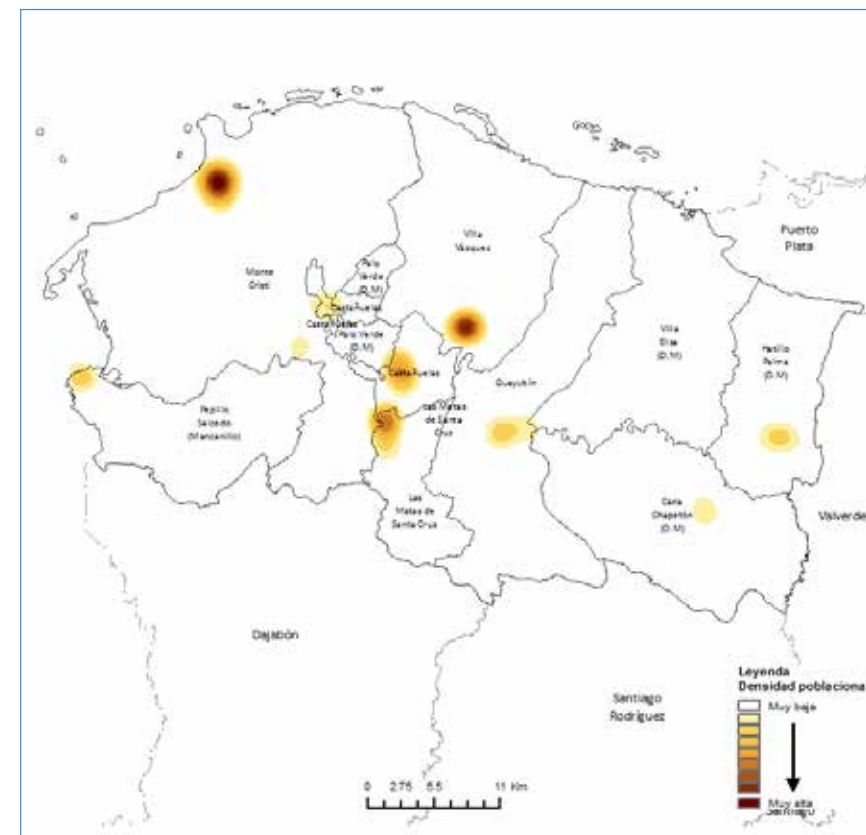 Puerto
Plata
Villa
Vásquez
Monte
Cristi
Palo
Verde
(D.M)
Castañuelas
Castañuelas
Palo Verde
(D.M)
Villa
Elisa
(D.M)
Hatillo
Palma
(D.M)
Castañuelas
Guayubín
Las Matas
de Santa
Cruz
Pepillo
Salcedo
(Manzanillo)
Las
Matas de
Santa Cruz
Cana
Chapetón
(D.M)
Valverde
Dajabón
Santiago
Rodríguez
Leyenda
Densidad poblaciona
Muy baja
Muy alta
Santiago
0 2.75 5.5 11 Km